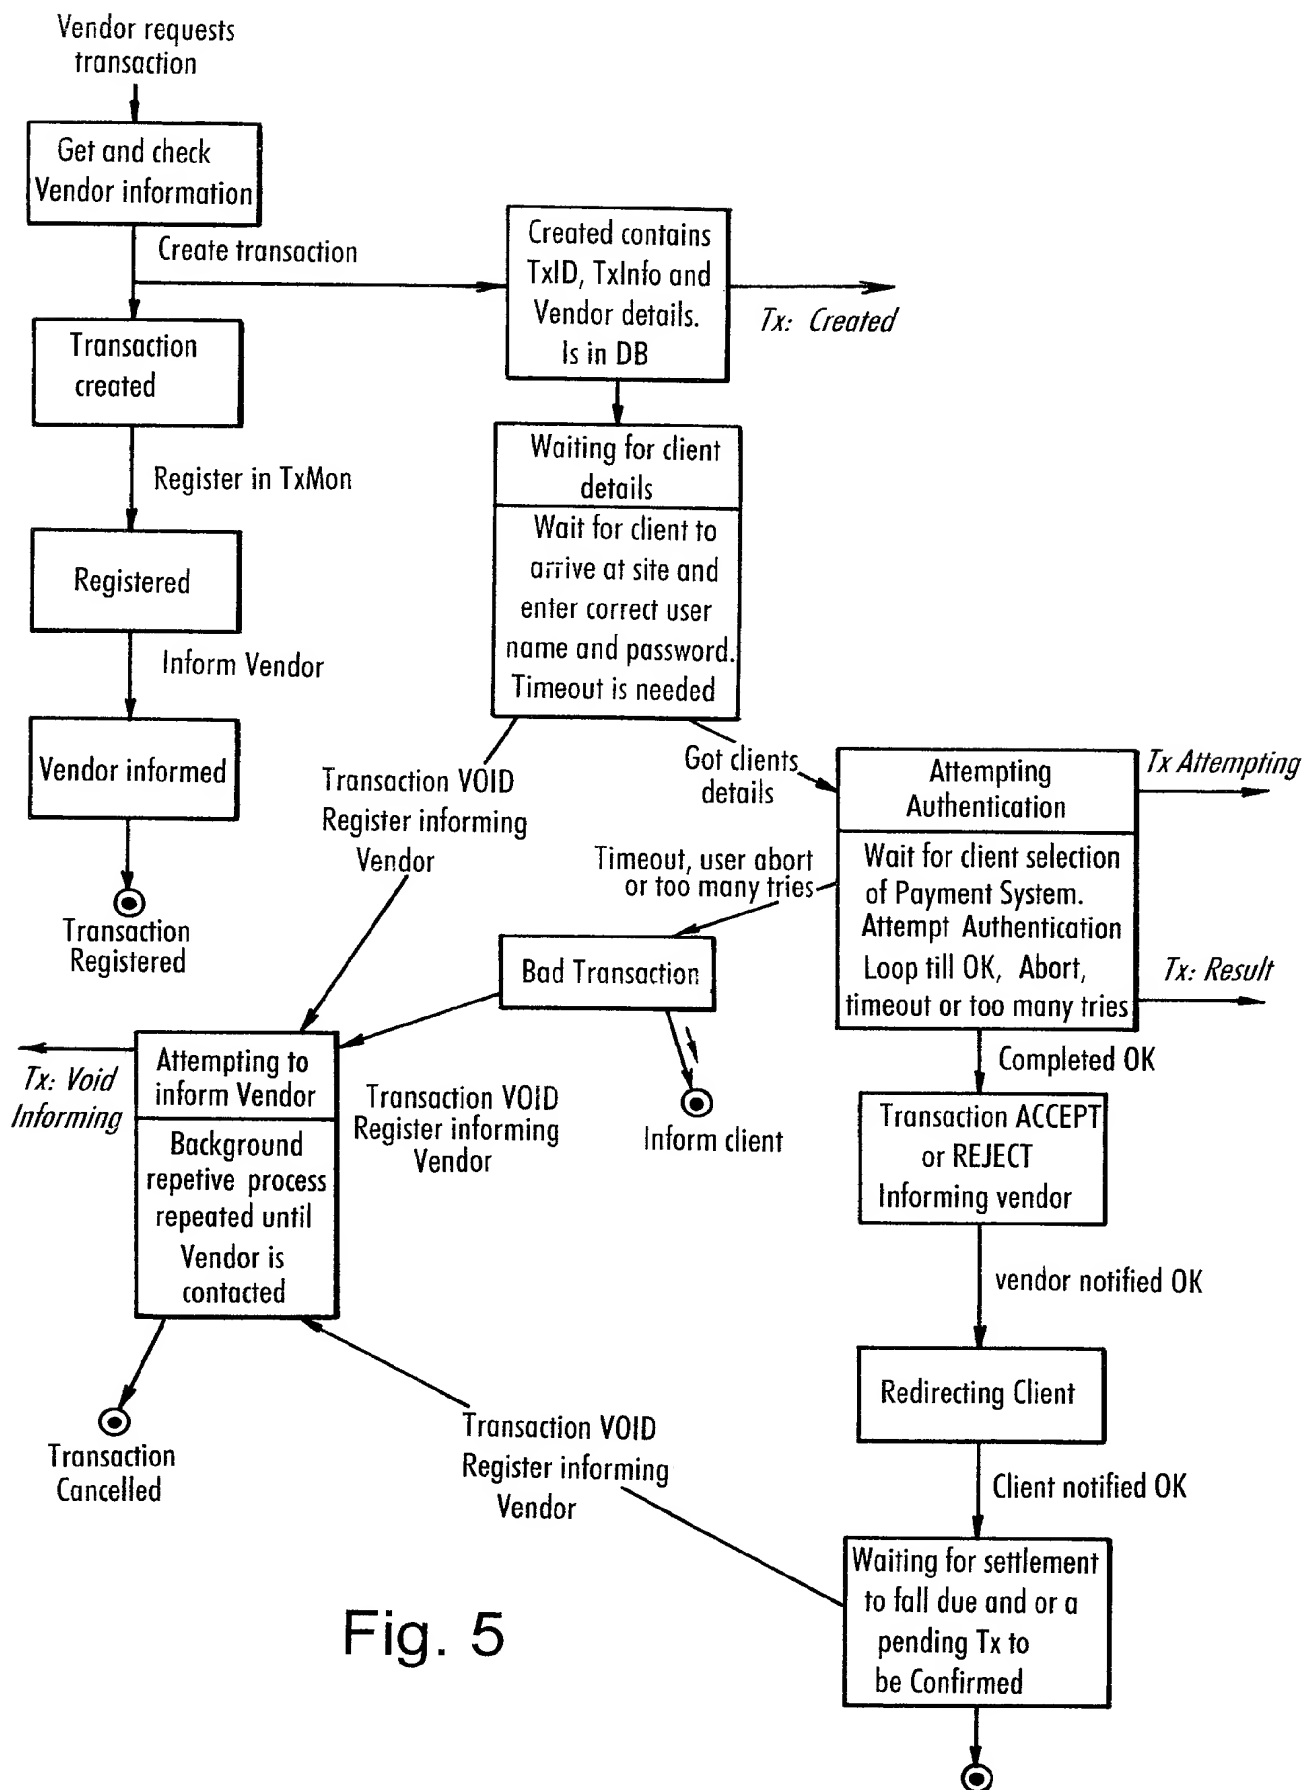 Vendor requests
transaction
Get and check
Vendor information
Create transaction
Created contains
TxID, TxInfo and
Vendor details.
Is in DB
Tx: Created
Transaction
created
Register in TxMon
Registered
Inform Vendor
Vendor informed
Transaction
Registered
Waiting for client
details
Wait for client to
arrive at site and
enter correct user
name and password.
Timeout is needed
Transaction VOID
Register informing
Vendor
Got clients
details
Attempting
Authentication
Tx Attempting
Wait for client selection
of Payment System.
Attempt Authentication
Loop till OK, Abort,
timeout or too many tries
Tx: Result
Timeout, user abort
or too many tries
Bad Transaction
Inform client
Attempting to
inform Vendor
Background
repetive process
repeated until
Vendor is
contacted
Tx: Void
Informing
Transaction VOID
Register informing
Vendor
Transaction
Cancelled
Completed OK
Transaction ACCEPT
or REJECT
Informing vendor
vendor notified OK
Redirecting Client
Client notified OK
Transaction VOID
Register informing
Vendor
Waiting for settlement
to fall due and or a
pending Tx to
be Confirmed
Fig. 5